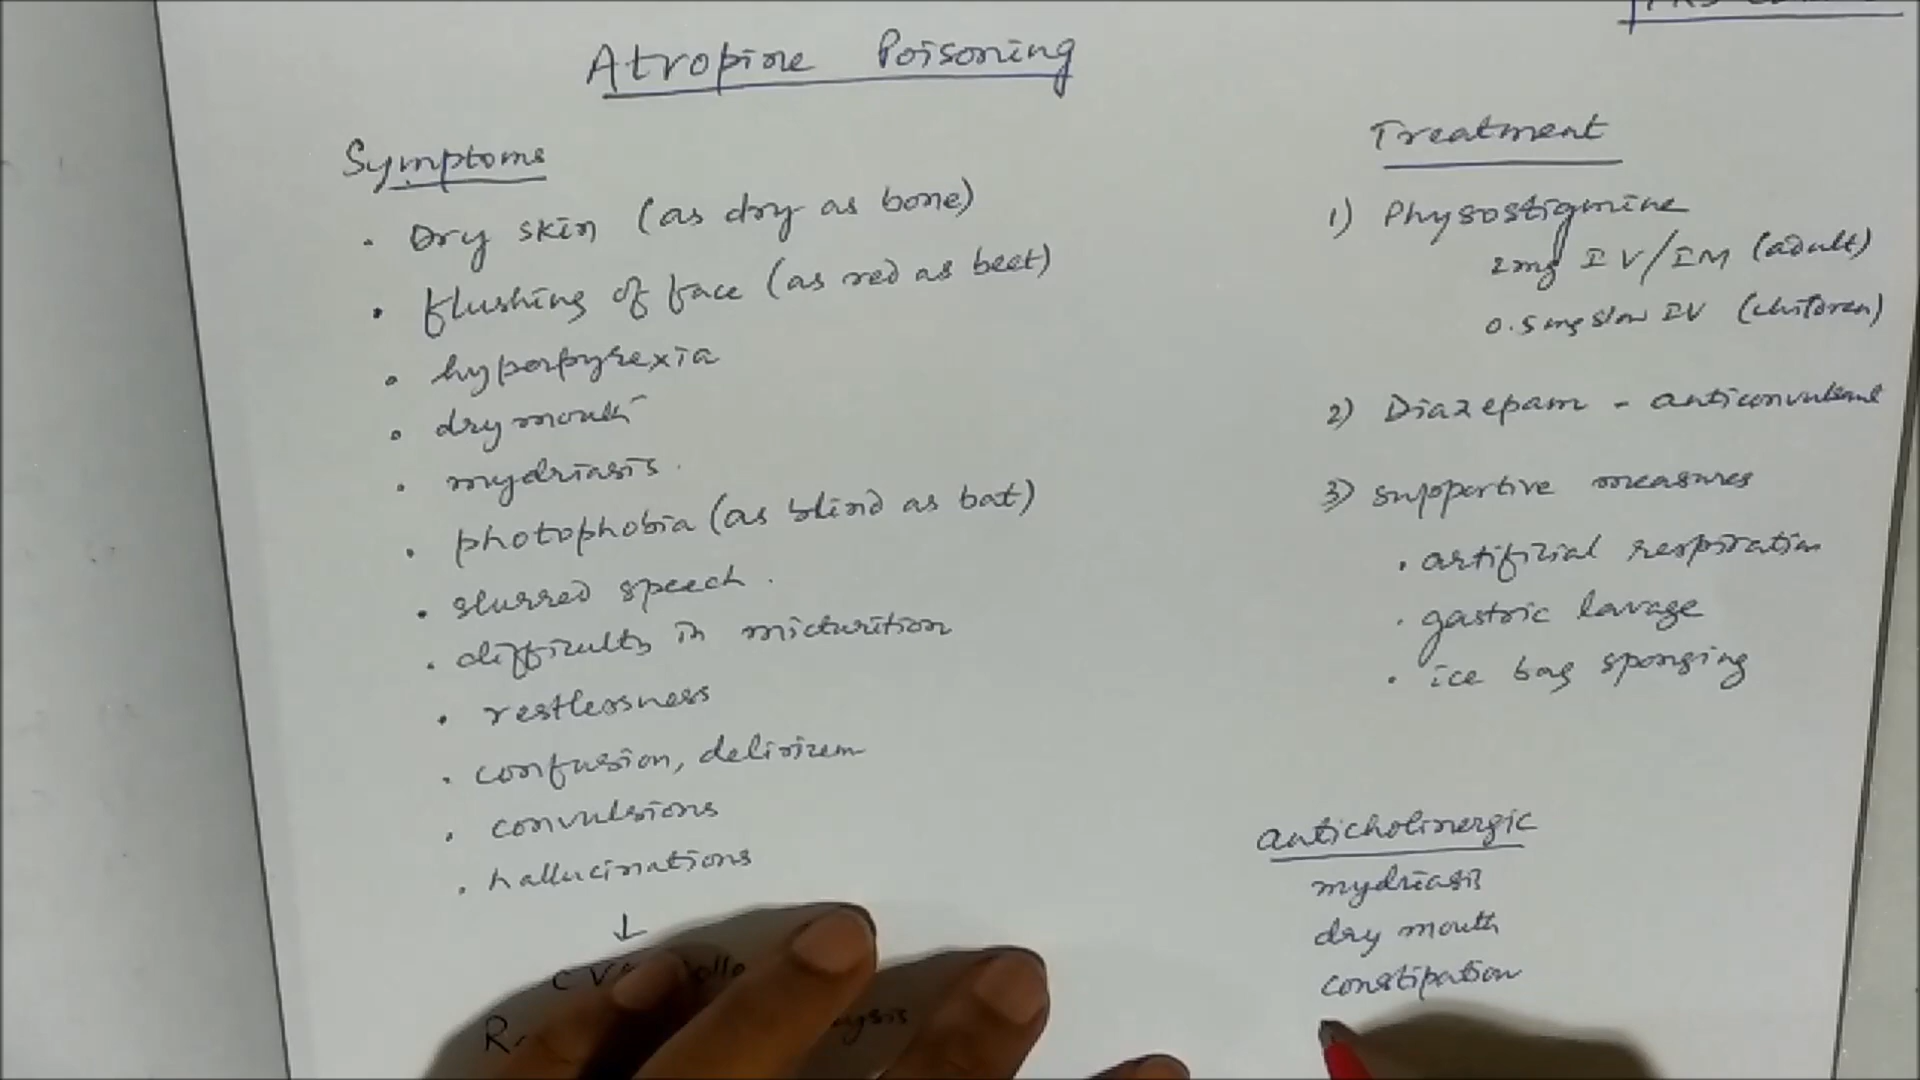 Atropine Poisoning
Symptoms
• Dry skin (as dry as bone)
• flushing of face (as red as beet)
• hyperpyrexia
• dry mouth
• mydriasis.
• photophobia (as blind as bat)
• slurred speech.
• difficulty in micturition
• restlessness
• confusion, delirium
• convulsions
• hallucinations
↓
Treatment
1) Physostigmine
2mg IV/IM (adult)
0.5mg slow IV (children)
2) Diazepam - anticonvulsant
3) supportive measures
• artificial respiration
• gastric lavage
• ice bag sponging
anticholinergic
mydriasis
dry mouth
constipation